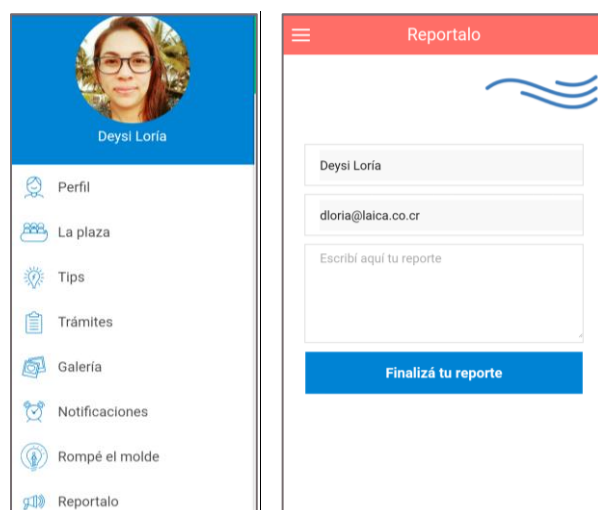 Deysi Loría
Perfil
La plaza
Tips
Trámites
Galería
Notificaciones
Rompé el molde
Reportalo
Reportalo
Deysi Loría
dloria@laica.co.cr
Escribí aquí tu reporte
Finalizá tu reporte